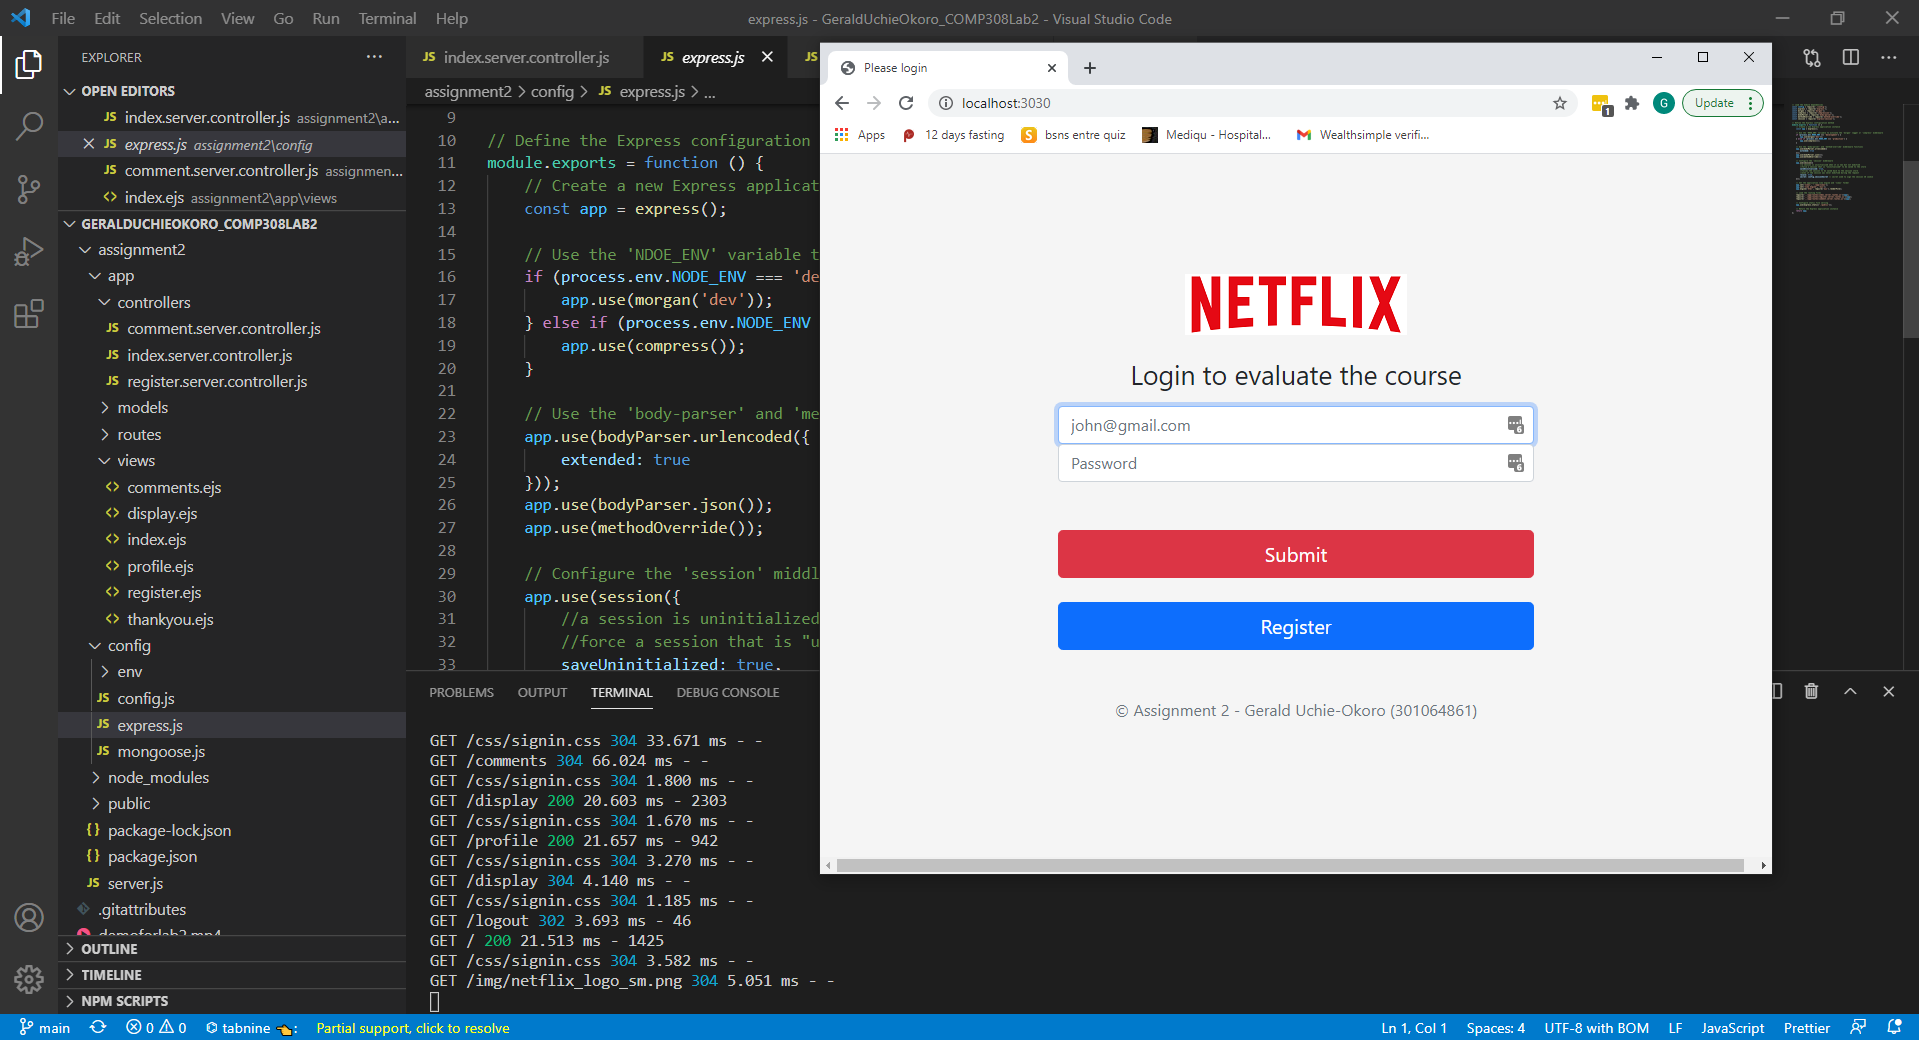 File Edit Selection View Go Run Terminal Help
express.js - GeraldUchieOkoro_COMP308Lab2 - Visual Studio Code
EXPLORER
OPEN EDITORS
JS index.server.controller.js assignment2\a...
JS express.js assignment2\config
JS comment.server.controller.js assignmen...
<> index.ejs assignment2\app\views
GERALDUCHIEOKORO_COMP308LAB2
assignment2
app
controllers
JS comment.server.controller.js
JS index.server.controller.js
JS register.server.controller.js
models
routes
views
<> comments.ejs
<> display.ejs
<> index.ejs
<> profile.ejs
<> register.ejs
<> thankyou.ejs
config
env
JS config.js
JS express.js
JS mongoose.js
node_modules
public
{} package-lock.json
{} package.json
JS server.js
.gitattributes
demoforlab2.mp4
OUTLINE
TIMELINE
NPM SCRIPTS
JS index.server.controller.js
JS express.js
JS
assignment2 > config > JS express.js > ...
9
10 // Define the Express configuration
11 module.exports = function () {
12 // Create a new Express applicat
13 const app = express();
14
15 // Use the 'NDOE_ENV' variable t
16 if (process.env.NODE_ENV === 'de
17 app.use(morgan('dev'));
18 } else if (process.env.NODE_ENV
19 app.use(compress());
20 }
21
22 // Use the 'body-parser' and 'me
23 app.use(bodyParser.urlencoded({
24 extended: true
25 }));
26 app.use(bodyParser.json());
27 app.use(methodOverride());
28
29 // Configure the 'session' middl
30 app.use(session({
31 //a session is uninitialized
32 //force a session that is "u
33 saveUninitialized: true,
PROBLEMS OUTPUT TERMINAL DEBUG CONSOLE
GET /css/signin.css 304 33.671 ms - -
GET /comments 304 66.024 ms - -
GET /css/signin.css 304 1.800 ms - -
GET /display 200 20.603 ms - 2303
GET /css/signin.css 304 1.670 ms - -
GET /profile 200 21.657 ms - 942
GET /css/signin.css 304 3.270 ms - -
GET /display 304 4.140 ms - -
GET /css/signin.css 304 1.185 ms - -
GET /logout 302 3.693 ms - 46
GET / 200 21.513 ms - 1425
GET /css/signin.css 304 3.582 ms - -
GET /img/netflix_logo_sm.png 304 5.051 ms - -
Please login
localhost:3030
1
G
Update
Apps
12 days fasting
bsns entre quiz
Mediqu - Hospital...
Wealthsimple verifi...
NETFLIX
Login to evaluate the course
john@gmail.com
6
Password
6
Submit
Register
© Assignment 2 - Gerald Uchie-Okoro (301064861)
main
0 0
tabnine :
Partial support, click to resolve
Ln 1, Col 1
Spaces: 4
UTF-8 with BOM
LF
JavaScript
Prettier